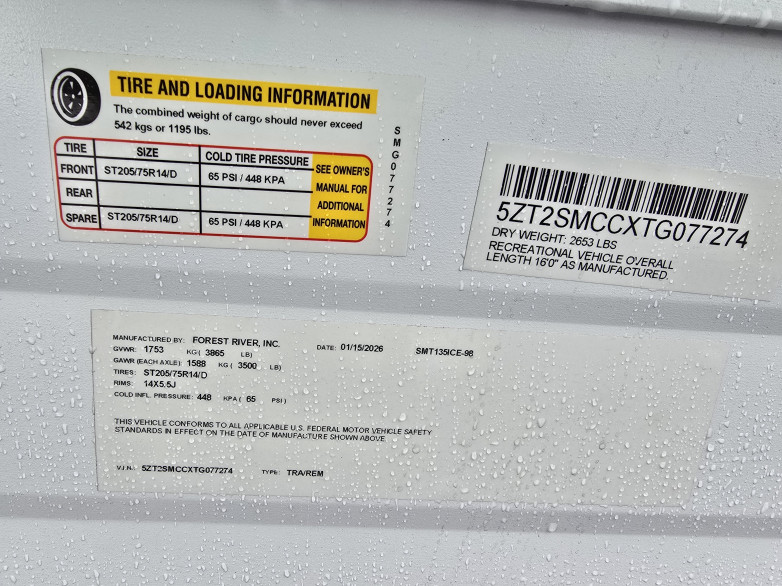 TIRE AND LOADING INFORMATION
The combined weight of cargo should never exceed
542 kgs or 1195 lbs.
TIRE SIZE COLD TIRE PRESSURE
FRONT ST205/75R14/D 65 PSI / 448 KPA
REAR
SPARE ST205/75R14/D 65 PSI / 448 KPA
SEE OWNER'S
MANUAL FOR
ADDITIONAL
INFORMATION
SMG077274
5ZT2SMCCXTG077274
DRY WEIGHT: 2653 LBS
RECREATIONAL VEHICLE OVERALL
LENGTH 16'0" AS MANUFACTURED.
MANUFACTURED BY: FOREST RIVER, INC. DATE: 01/15/2026 SMT135ICE-98
GVWR: 1753 KG ( 3865 LB)
GAWR (EACH AXLE): 1588 KG ( 3500 LB)
TIRES: ST205/75R14/D
RIMS: 14X5.5J
COLD INFL. PRESSURE: 448 KPA ( 65 PSI )
THIS VEHICLE CONFORMS TO ALL APPLICABLE U.S. FEDERAL MOTOR VEHICLE SAFETY
STANDARDS IN EFFECT ON THE DATE OF MANUFACTURE SHOWN ABOVE
V.I.N.: 5ZT2SMCCXTG077274 TYPE: TRA/REM